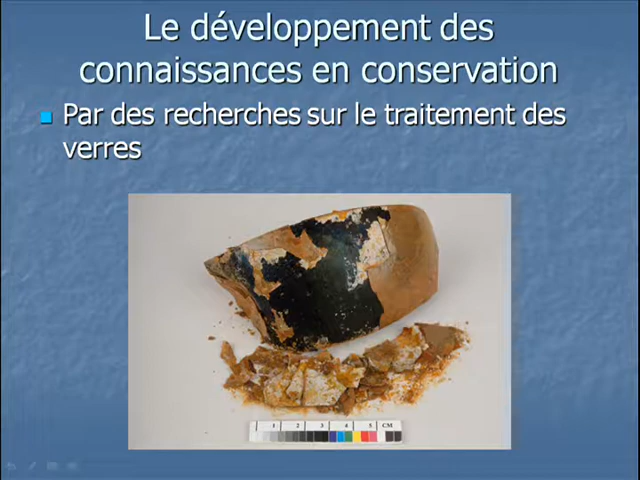 Le développement des
connaissances en conservation
Par des recherches sur le traitement des
verres
1 2 3 4 5 CM